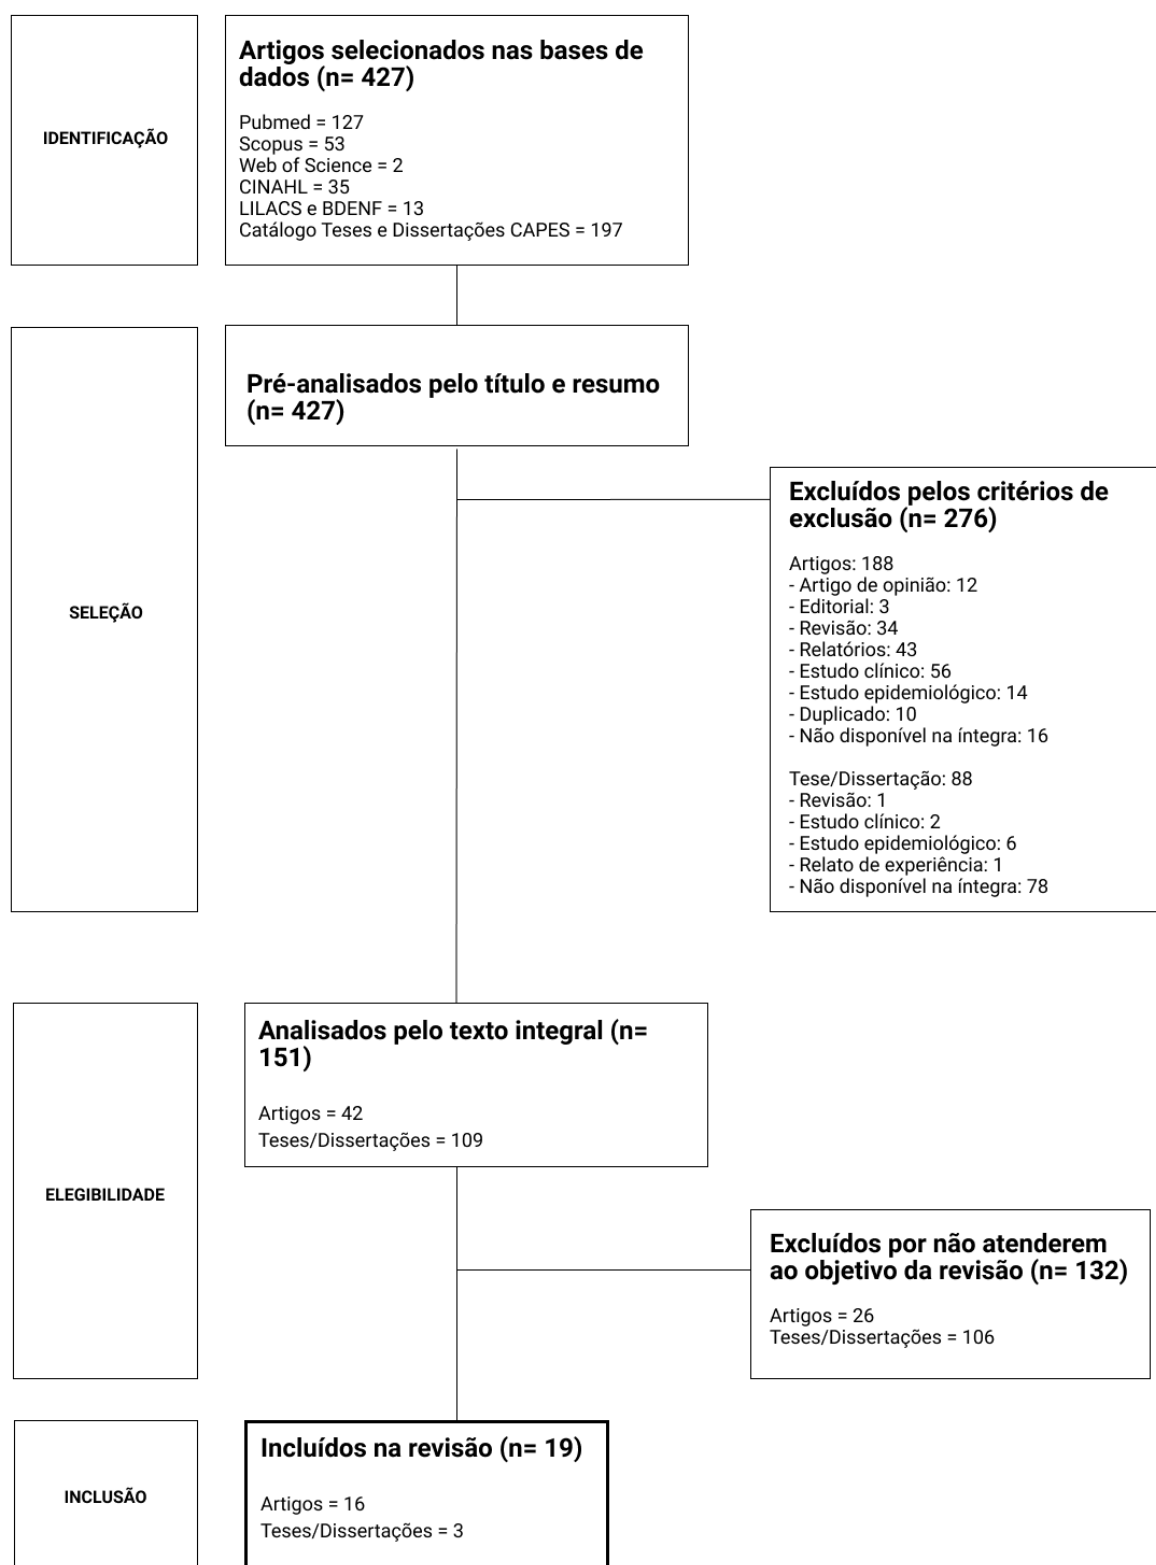 IDENTIFICAÇÃO
Artigos selecionados nas bases de
dados (n= 427)
Pubmed = 127
Scopus = 53
Web of Science = 2
CINAHL = 35
LILACS e BDENF = 13
Catálogo Teses e Dissertações CAPES = 197
SELEÇÃO
Pré-analisados pelo título e resumo
(n= 427)
Excluídos pelos critérios de
exclusão (n= 276)
Artigos: 188
- Artigo de opinião: 12
- Editorial: 3
- Revisão: 34
- Relatórios: 43
- Estudo clínico: 56
- Estudo epidemiológico: 14
- Duplicado: 10
- Não disponível na íntegra: 16
Tese/Dissertação: 88
- Revisão: 1
- Estudo clínico: 2
- Estudo epidemiológico: 6
- Relato de experiência: 1
- Não disponível na íntegra: 78
ELEGIBILIDADE
Analisados pelo texto integral (n=
151)
Artigos = 42
Teses/Dissertações = 109
Excluídos por não atenderem
ao objetivo da revisão (n= 132)
Artigos = 26
Teses/Dissertações = 106
INCLUSÃO
Incluídos na revisão (n= 19)
Artigos = 16
Teses/Dissertações = 3